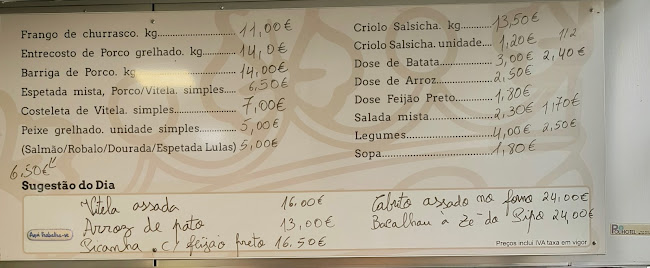 Frango de churrasco. kg................ 11,00€
Entrecosto de Porco grelhado. kg.......... 14,0€
Barriga de Porco. kg.......... 14,00€
Espetada mista, Porco/Vitela. simples.... 6.50€
Costeleta de Vitela. simples............ 7,00€
Peixe grelhado. unidade simples........... 5,00€
(Salmão/Robalo/Dourada/Espetada Lulas) 5,00€
6.50€
Criolo Salsicha. kg.......... 13,50€
Criolo Salsicha. unidade.... 1,20€ 1/2
Dose de Batata............ 3,00€ 2,40€
Dose de Arroz............. 2,50€
Dose Feijão Preto.......... 1,80€
Salada mista.............. 2.30€ 1,70€
Legumes................... 4,00€ 2,50€
Sopa....................... 1,80€
Sugestão do Dia
Vitela assada 16.00€
Arroz de pato 13,00€
Picanha c/ feijão preto 16.50€
Cabrito assado no forno 24,00€
Bacalhau à Zé do Pipo 24,00€
Preços inclui IVA taxa em vigor